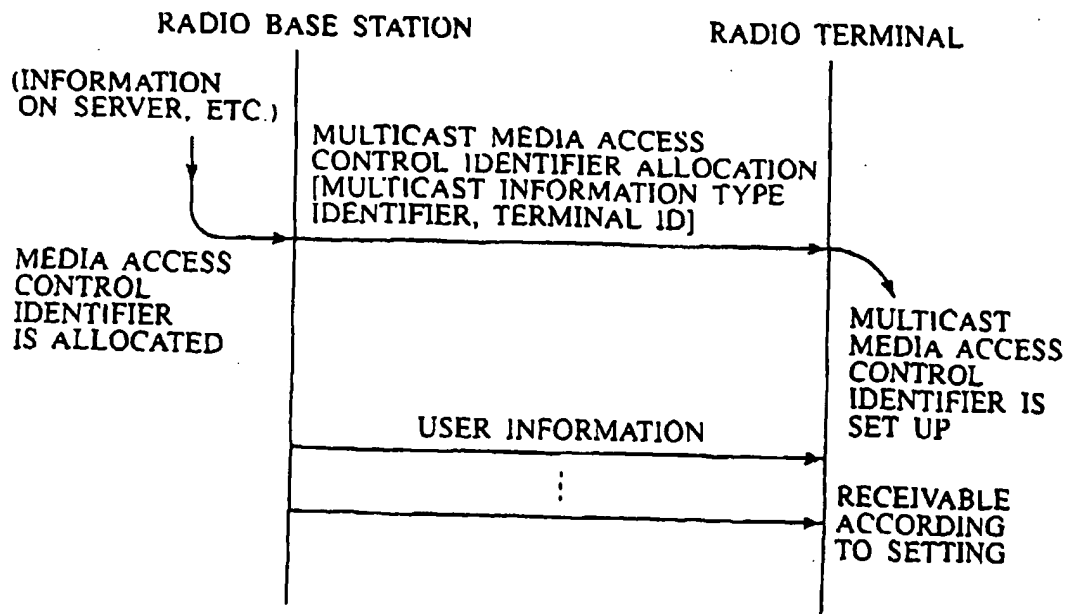 RADIO BASE STATION
RADIO TERMINAL
(INFORMATION
ON SERVER, ETC.)
MULTICAST MEDIA ACCESS
CONTROL IDENTIFIER ALLOCATION
[MULTICAST INFORMATION TYPE
IDENTIFIER, TERMINAL ID]
MEDIA ACCESS
CONTROL
IDENTIFIER
IS ALLOCATED
MULTICAST
MEDIA ACCESS
CONTROL
IDENTIFIER IS
SET UP
USER INFORMATION
RECEIVABLE
ACCORDING
TO SETTING